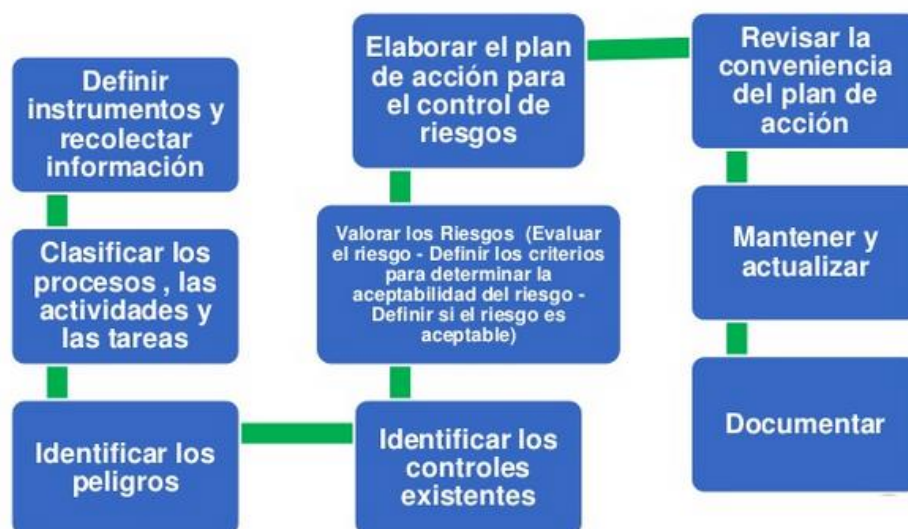 Definir
instrumentos y
recolectar
información
Clasificar los
procesos , las
actividades y
las tareas
Identificar los
peligros
Identificar los
controles
existentes
Valorar los Riesgos (Evaluar
el riesgo - Definir los criterios
para determinar la
aceptabilidad del riesgo -
Definir si el riesgo es
aceptable)
Elaborar el plan
de acción para
el control de
riesgos
Revisar la
conveniencia
del plan de
acción
Mantener y
actualizar
Documentar